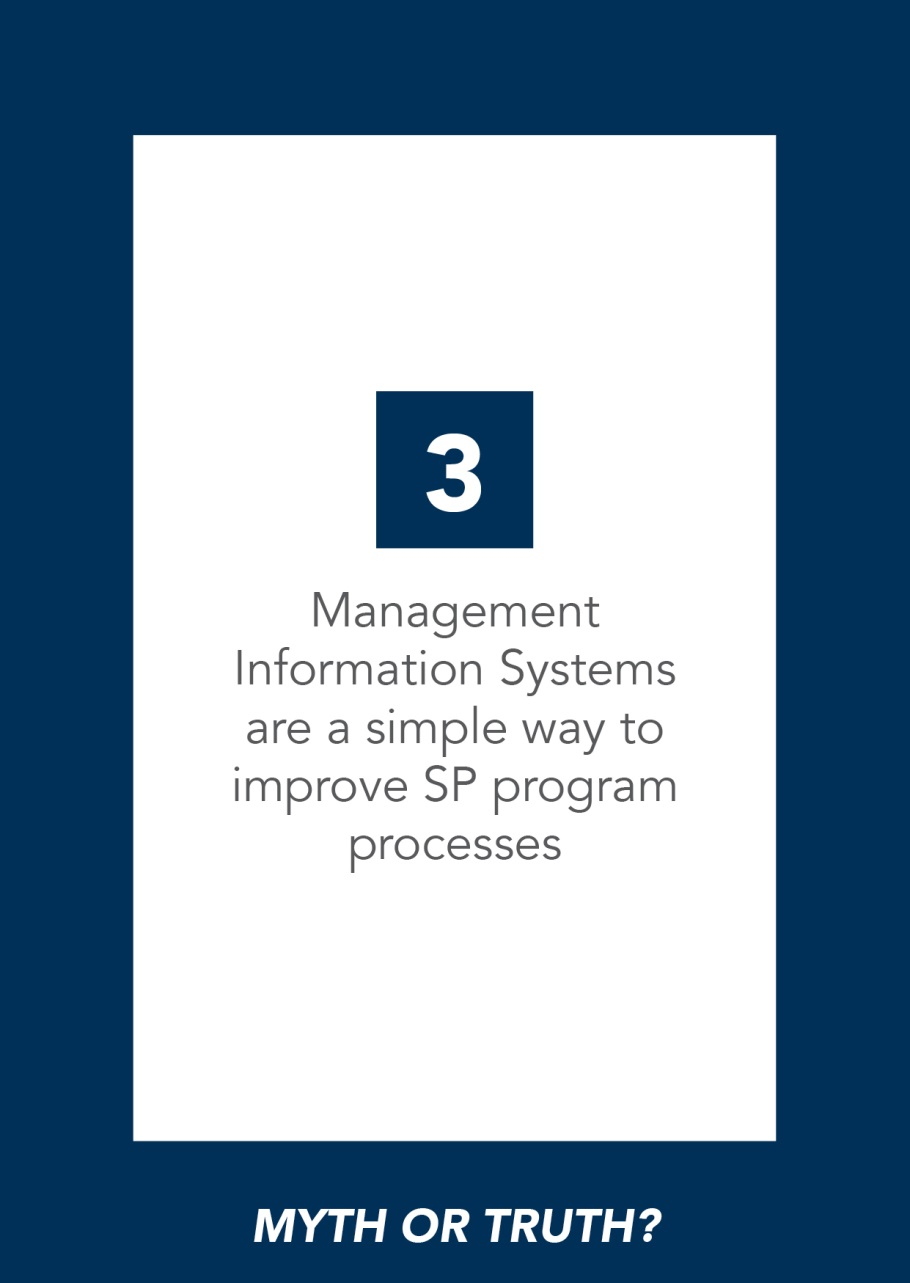 3
Management
Information Systems
are a simple way to
improve SP program
processes
MYTH OR TRUTH?